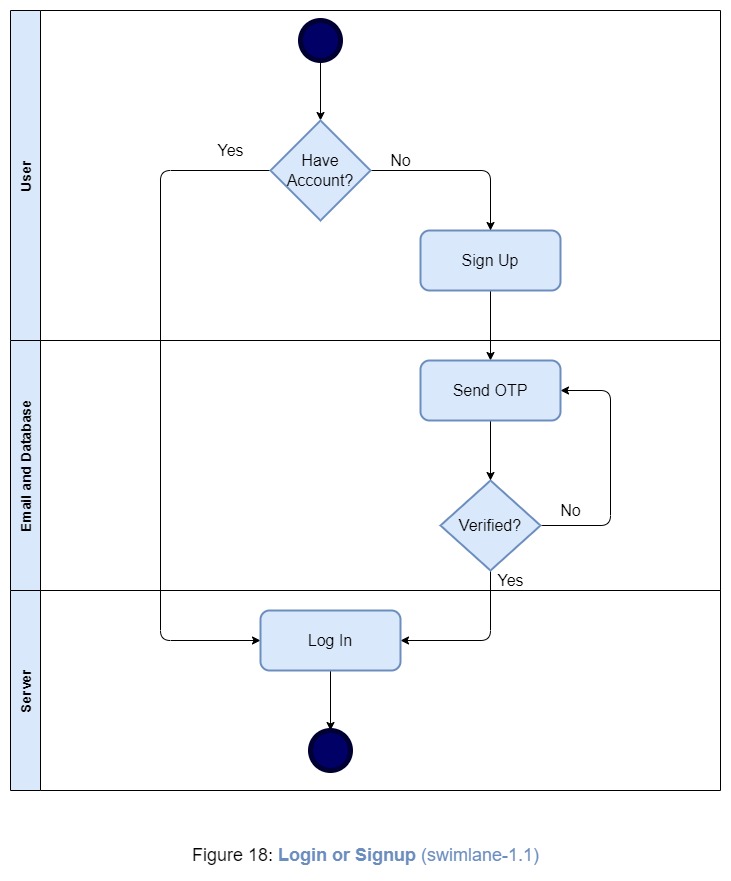 User
Have
Account?
Yes
No
Sign Up
Email and Database
Send OTP
Verified?
No
Yes
Server
Log In
Figure 18: Login or Signup (swimlane-1.1)